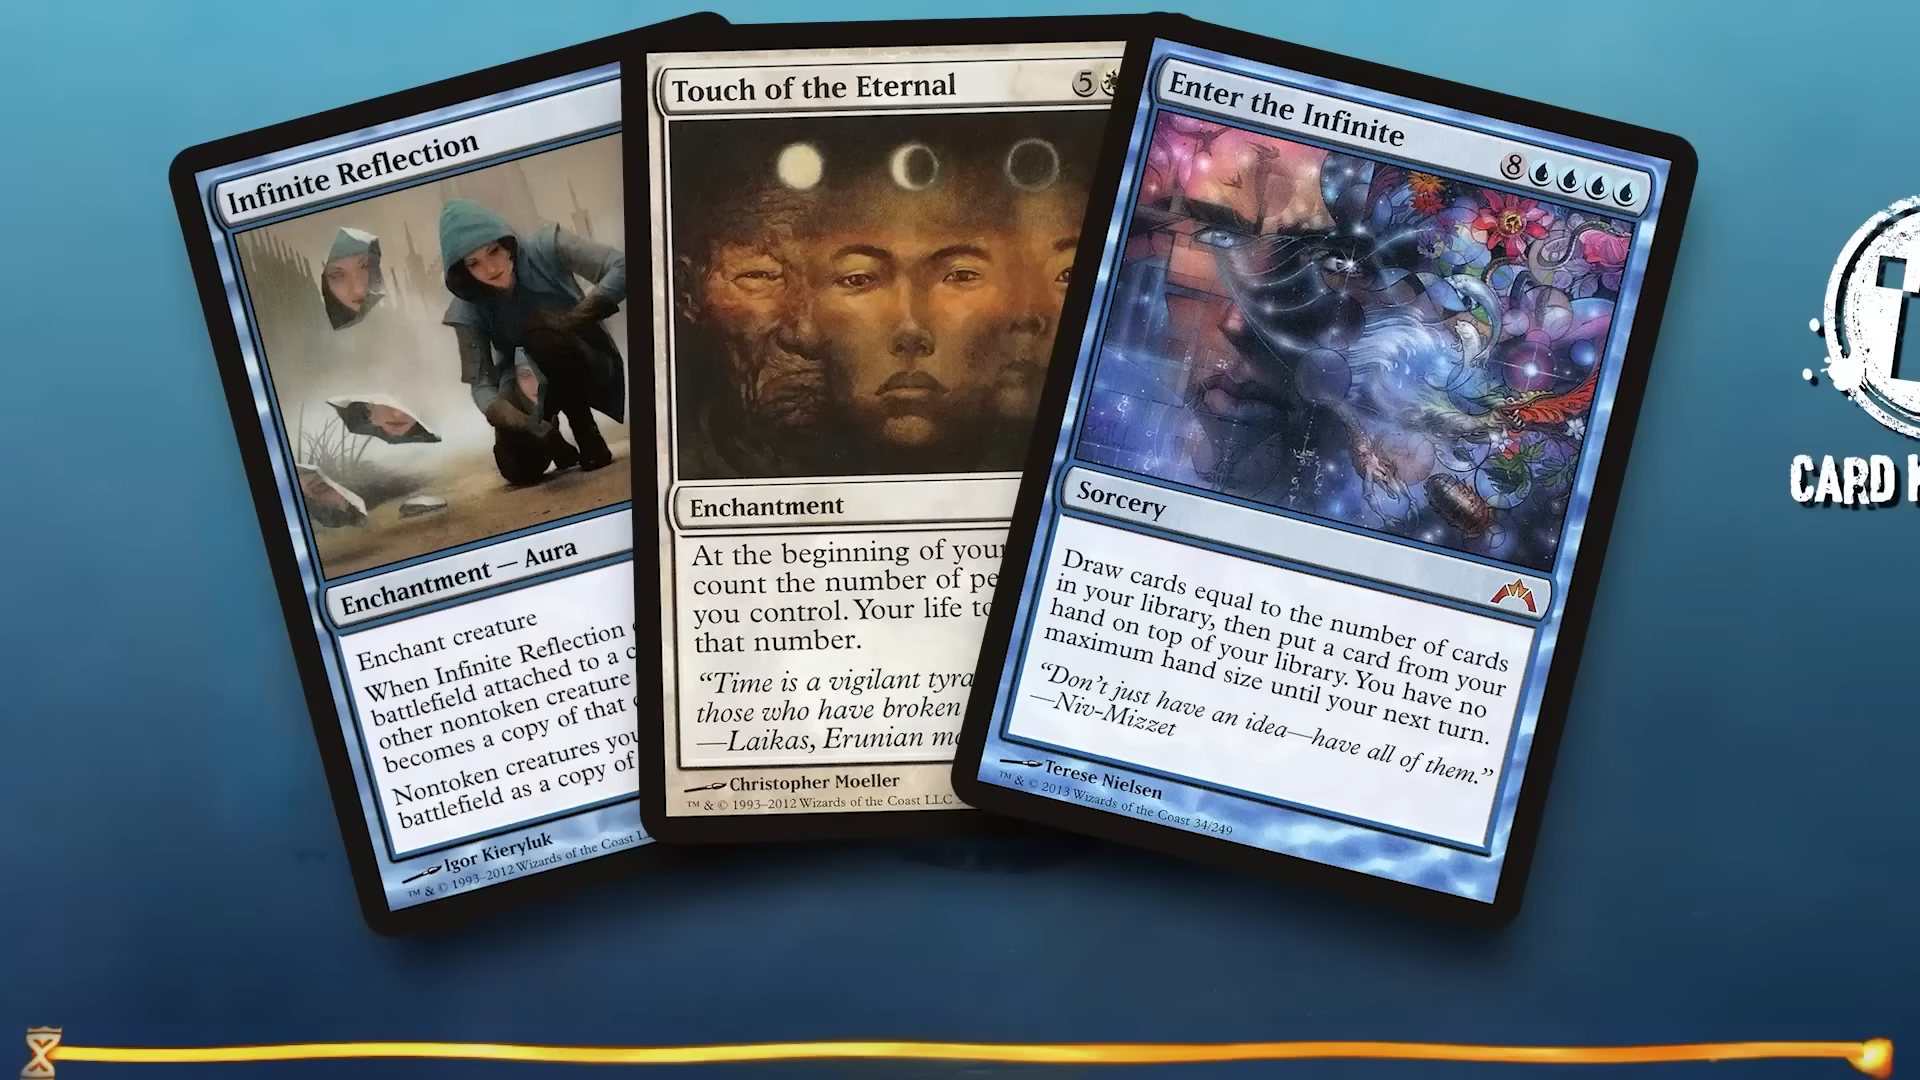 Infinite Reflection
Enchantment — Aura
Enchant creature
When Infinite Reflection
battlefield attached to a
other nontoken creature
becomes a copy of that
Nontoken creatures you
battlefield as a copy of
Igor Kieryluk
™ & © 1993–2012 Wizards of the Coast
Touch of the Eternal
5
Enchantment
At the beginning of your
count the number of
you control. Your life
that number.
“Time is a vigilant
those who have broken
—Laikas, Erunian
Christopher Moeller
™ & © 1993–2012 Wizards of the Coast LLC
Enter the Infinite
8
Sorcery
Draw cards equal to the number of cards
in your library, then put a card from your
hand on top of your library. You have no
maximum hand size until your next turn.
“Don’t just have an idea—have all of them.”
—Niv-Mizzet
Terese Nielsen
™ & © 2013 Wizards of the Coast 34/249
CARD